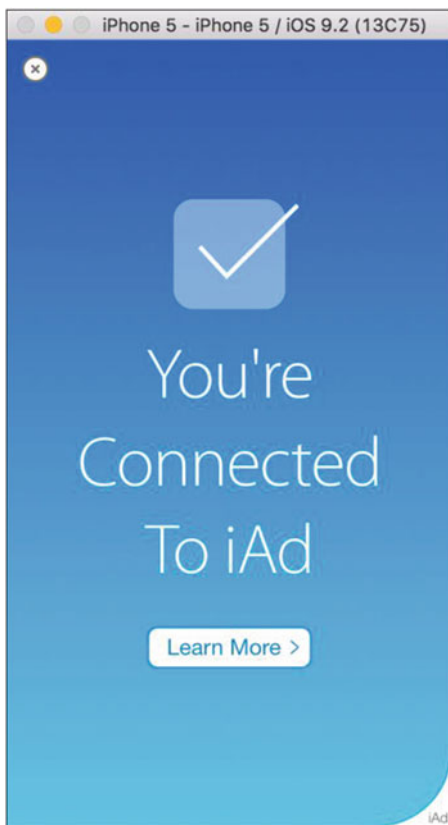 iPhone 5 - iPhone 5 / iOS 9.2 (13C75)
You're
Connected
To iAd
Learn More >
iAd